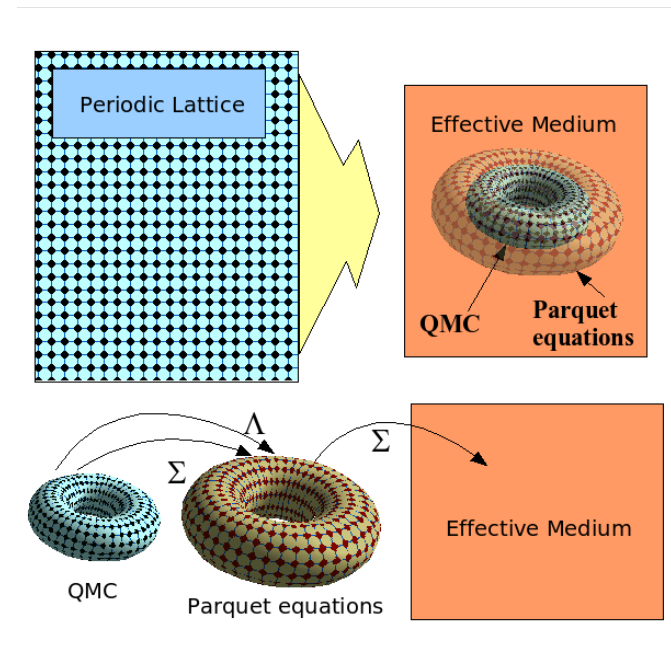 Periodic Lattice
Effective Medium
QMC
Parquet
equations
Λ
Σ
Σ
Effective Medium
QMC
Parquet equations